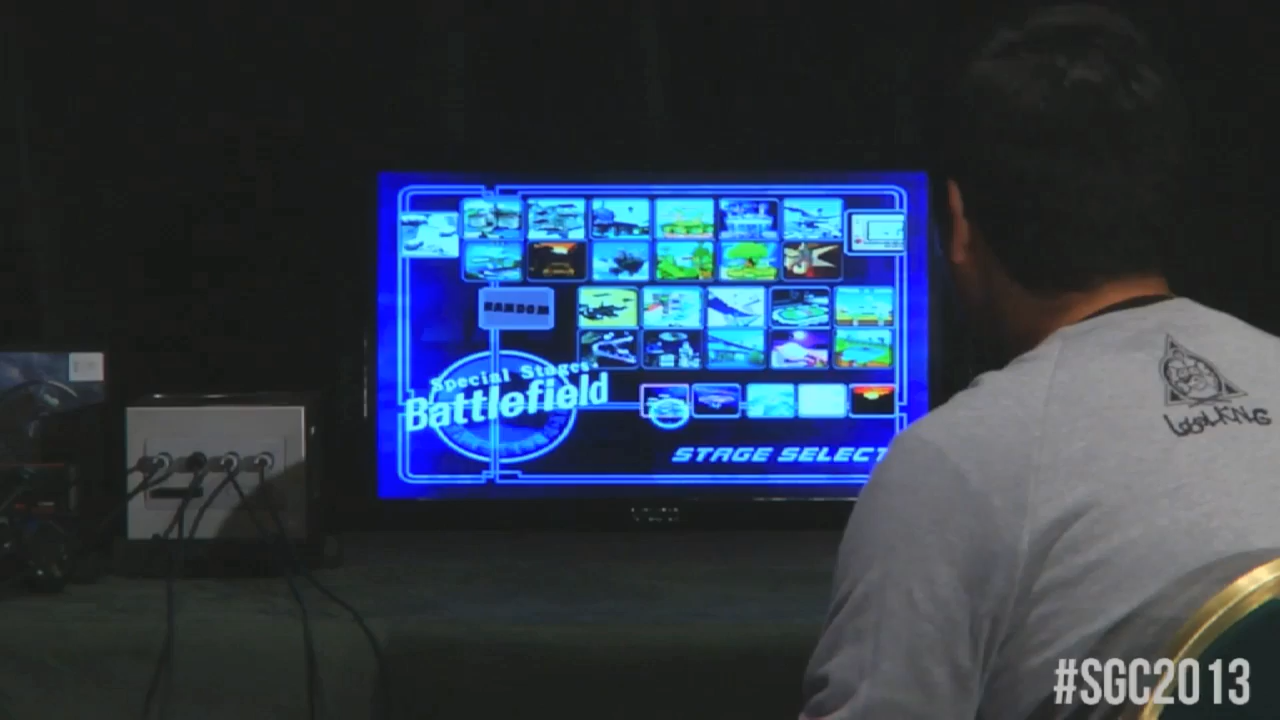 RANDOM
Special Stages:
Battlefield
STAGE SELECT
#SGC2013